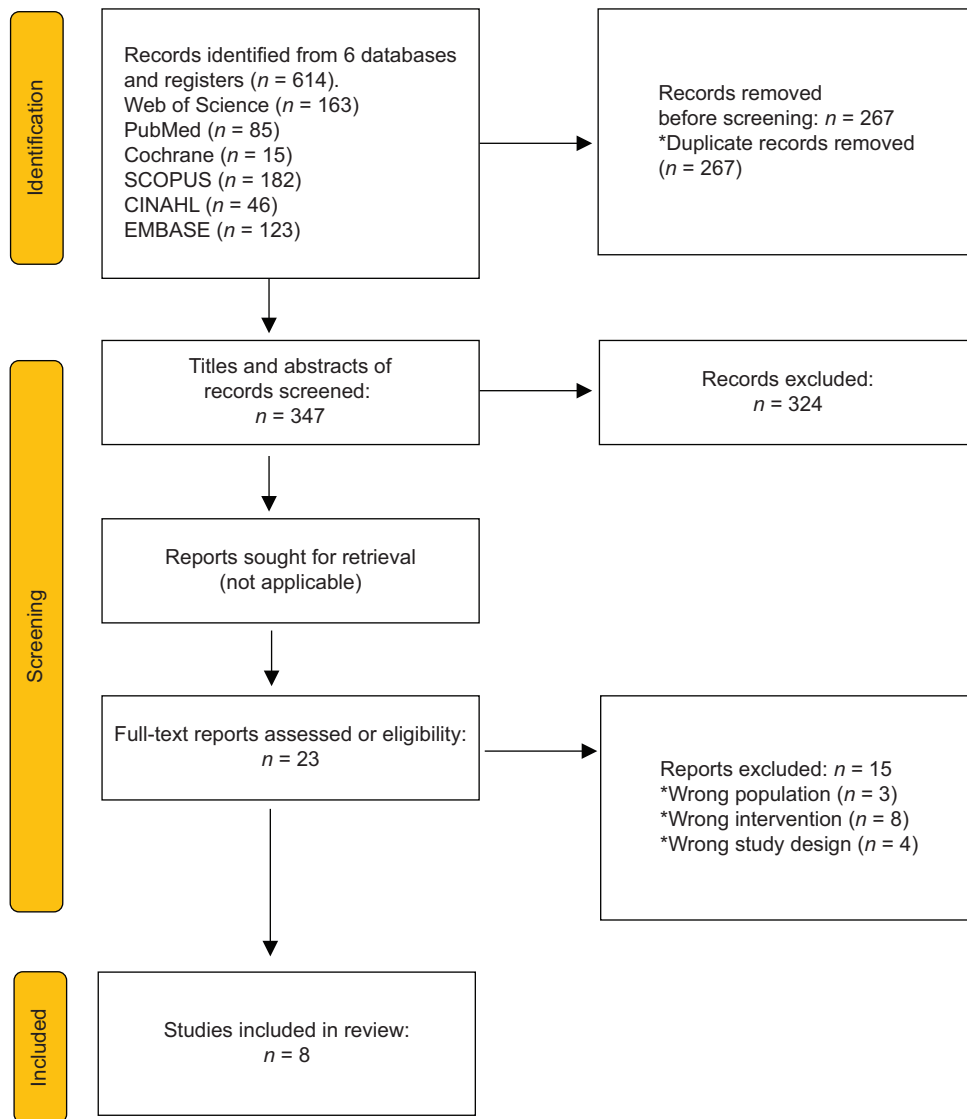 Identification
Records identified from 6 databases
and registers (n = 614).
Web of Science (n = 163)
PubMed (n = 85)
Cochrane (n = 15)
SCOPUS (n = 182)
CINAHL (n = 46)
EMBASE (n = 123)
Records removed
before screening: n = 267
*Duplicate records removed
(n = 267)
Screening
Titles and abstracts of
records screened:
n = 347
Records excluded:
n = 324
Reports sought for retrieval
(not applicable)
Full-text reports assessed or eligibility:
n = 23
Reports excluded: n = 15
*Wrong population (n = 3)
*Wrong intervention (n = 8)
*Wrong study design (n = 4)
Included
Studies included in review:
n = 8